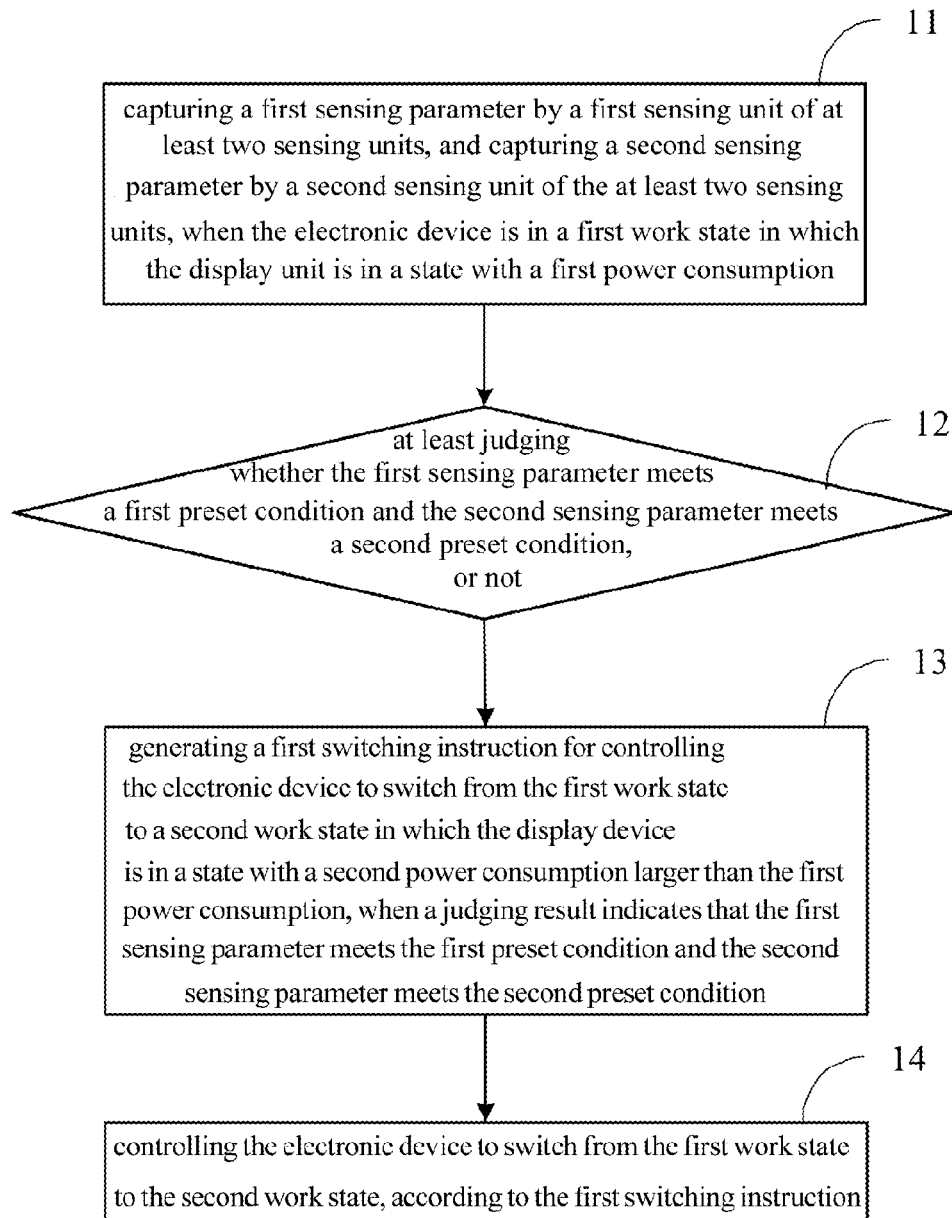 11
capturing a first sensing parameter by a first sensing unit of at
least two sensing units, and capturing a second sensing
parameter by a second sensing unit of the at least two sensing
units, when the electronic device is in a first work state in which
the display unit is in a state with a first power consumption
12
at least judging
whether the first sensing parameter meets
a first preset condition and the second sensing parameter meets
a second preset condition,
or not
13
generating a first switching instruction for controlling
the electronic device to switch from the first work state
to a second work state in which the display device
is in a state with a second power consumption larger than the first
power consumption, when a judging result indicates that the first
sensing parameter meets the first preset condition and the second
sensing parameter meets the second preset condition
14
controlling the electronic device to switch from the first work state
to the second work state, according to the first switching instruction